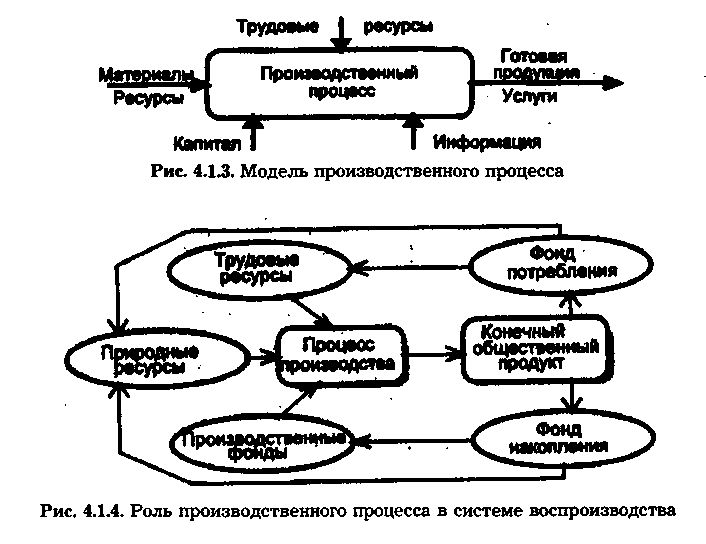 Трудовые ресурсы
Материалы
Ресурсы
Производственный
процесс
Готовая
продукция
Услуги
Капитал
Информация
Рис. 4.1.3. Модель производственного процесса
Трудовые
ресурсы
Фонд
потребления
Природные
ресурсы
Процесс
производства
Конечный
общественный
продукт
Производственные
фонды
Фонд
накопления
Рис. 4.1.4. Роль производственного процесса в системе воспроизводства